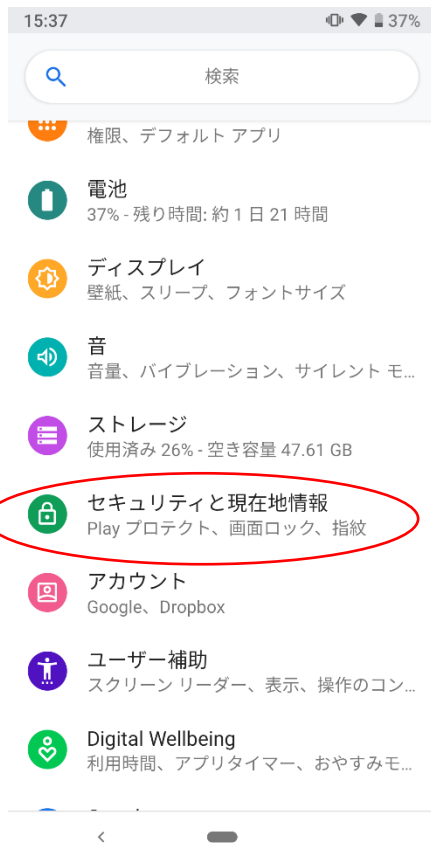 15:37
37%
検索
権限、デフォルト アプリ
電池
37% - 残り時間: 約 1 日 21 時間
ディスプレイ
壁紙、スリープ、フォントサイズ
音
音量、バイブレーション、サイレント モ...
ストレージ
使用済み 26% - 空き容量 47.61 GB
セキュリティと現在地情報
Play プロテクト、画面ロック、指紋
アカウント
Google、Dropbox
ユーザー補助
スクリーン リーダー、表示、操作のコン...
Digital Wellbeing
利用時間、アプリタイマー、おやすみモ...